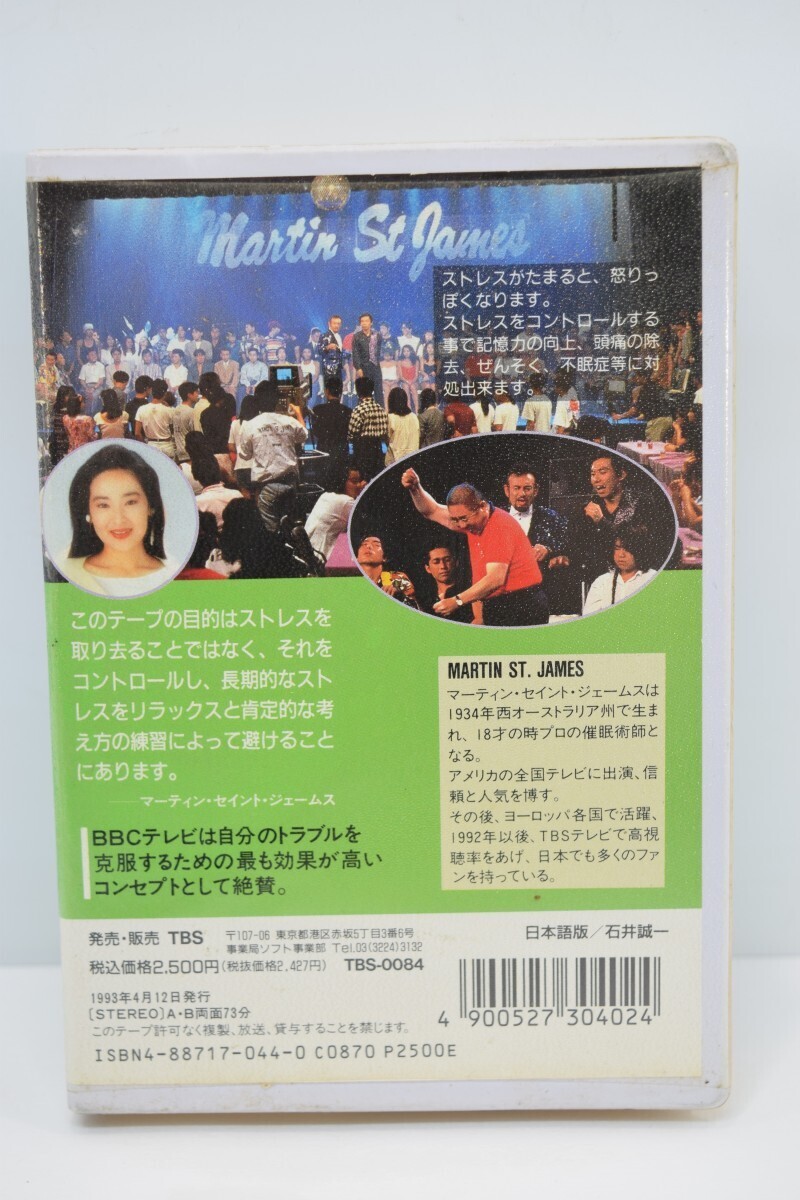 Martin St James
ストレスがたまると、怒りっ
ぽくなります。
ストレスをコントロールする
事で記憶力の向上、頭痛の除
去、ぜんそく、不眠症等に対
処出来ます。
このテープの目的はストレスを
取り去ることではなく、それを
コントロールし、長期的なスト
レスをリラックスと肯定的な考
え方の練習によって避けること
にあります。
——マーティン・セイント・ジェームス
BBCテレビは自分のトラブルを
克服するための最も効果が高い
コンセプトとして絶賛。
MARTIN ST. JAMES
マーティン・セイント・ジェームスは
1934年西オーストラリア州で生ま
れ、18才の時プロの催眠術師と
なる。
アメリカの全国テレビに出演、信
頼と人気を博す。
その後、ヨーロッパ各国で活躍、
1992年以後、TBSテレビで高視
聴率をあげ、日本でも多くのファ
ンを持っている。
発売・販売 TBS 〒107-06 東京都港区赤坂5丁目3番6号
事業局ソフト事業部 Tel.03(3224)3132
税込価格2,500円(税抜価格2,427円) TBS-0084
日本語版/石井誠一
1993年4月12日発行
〔STEREO〕A・B両面73分
このテープ許可なく複製、放送、貸与することを禁じます。
ISBN4-88717-044-0 C0870 P2500E
4 900527 304024